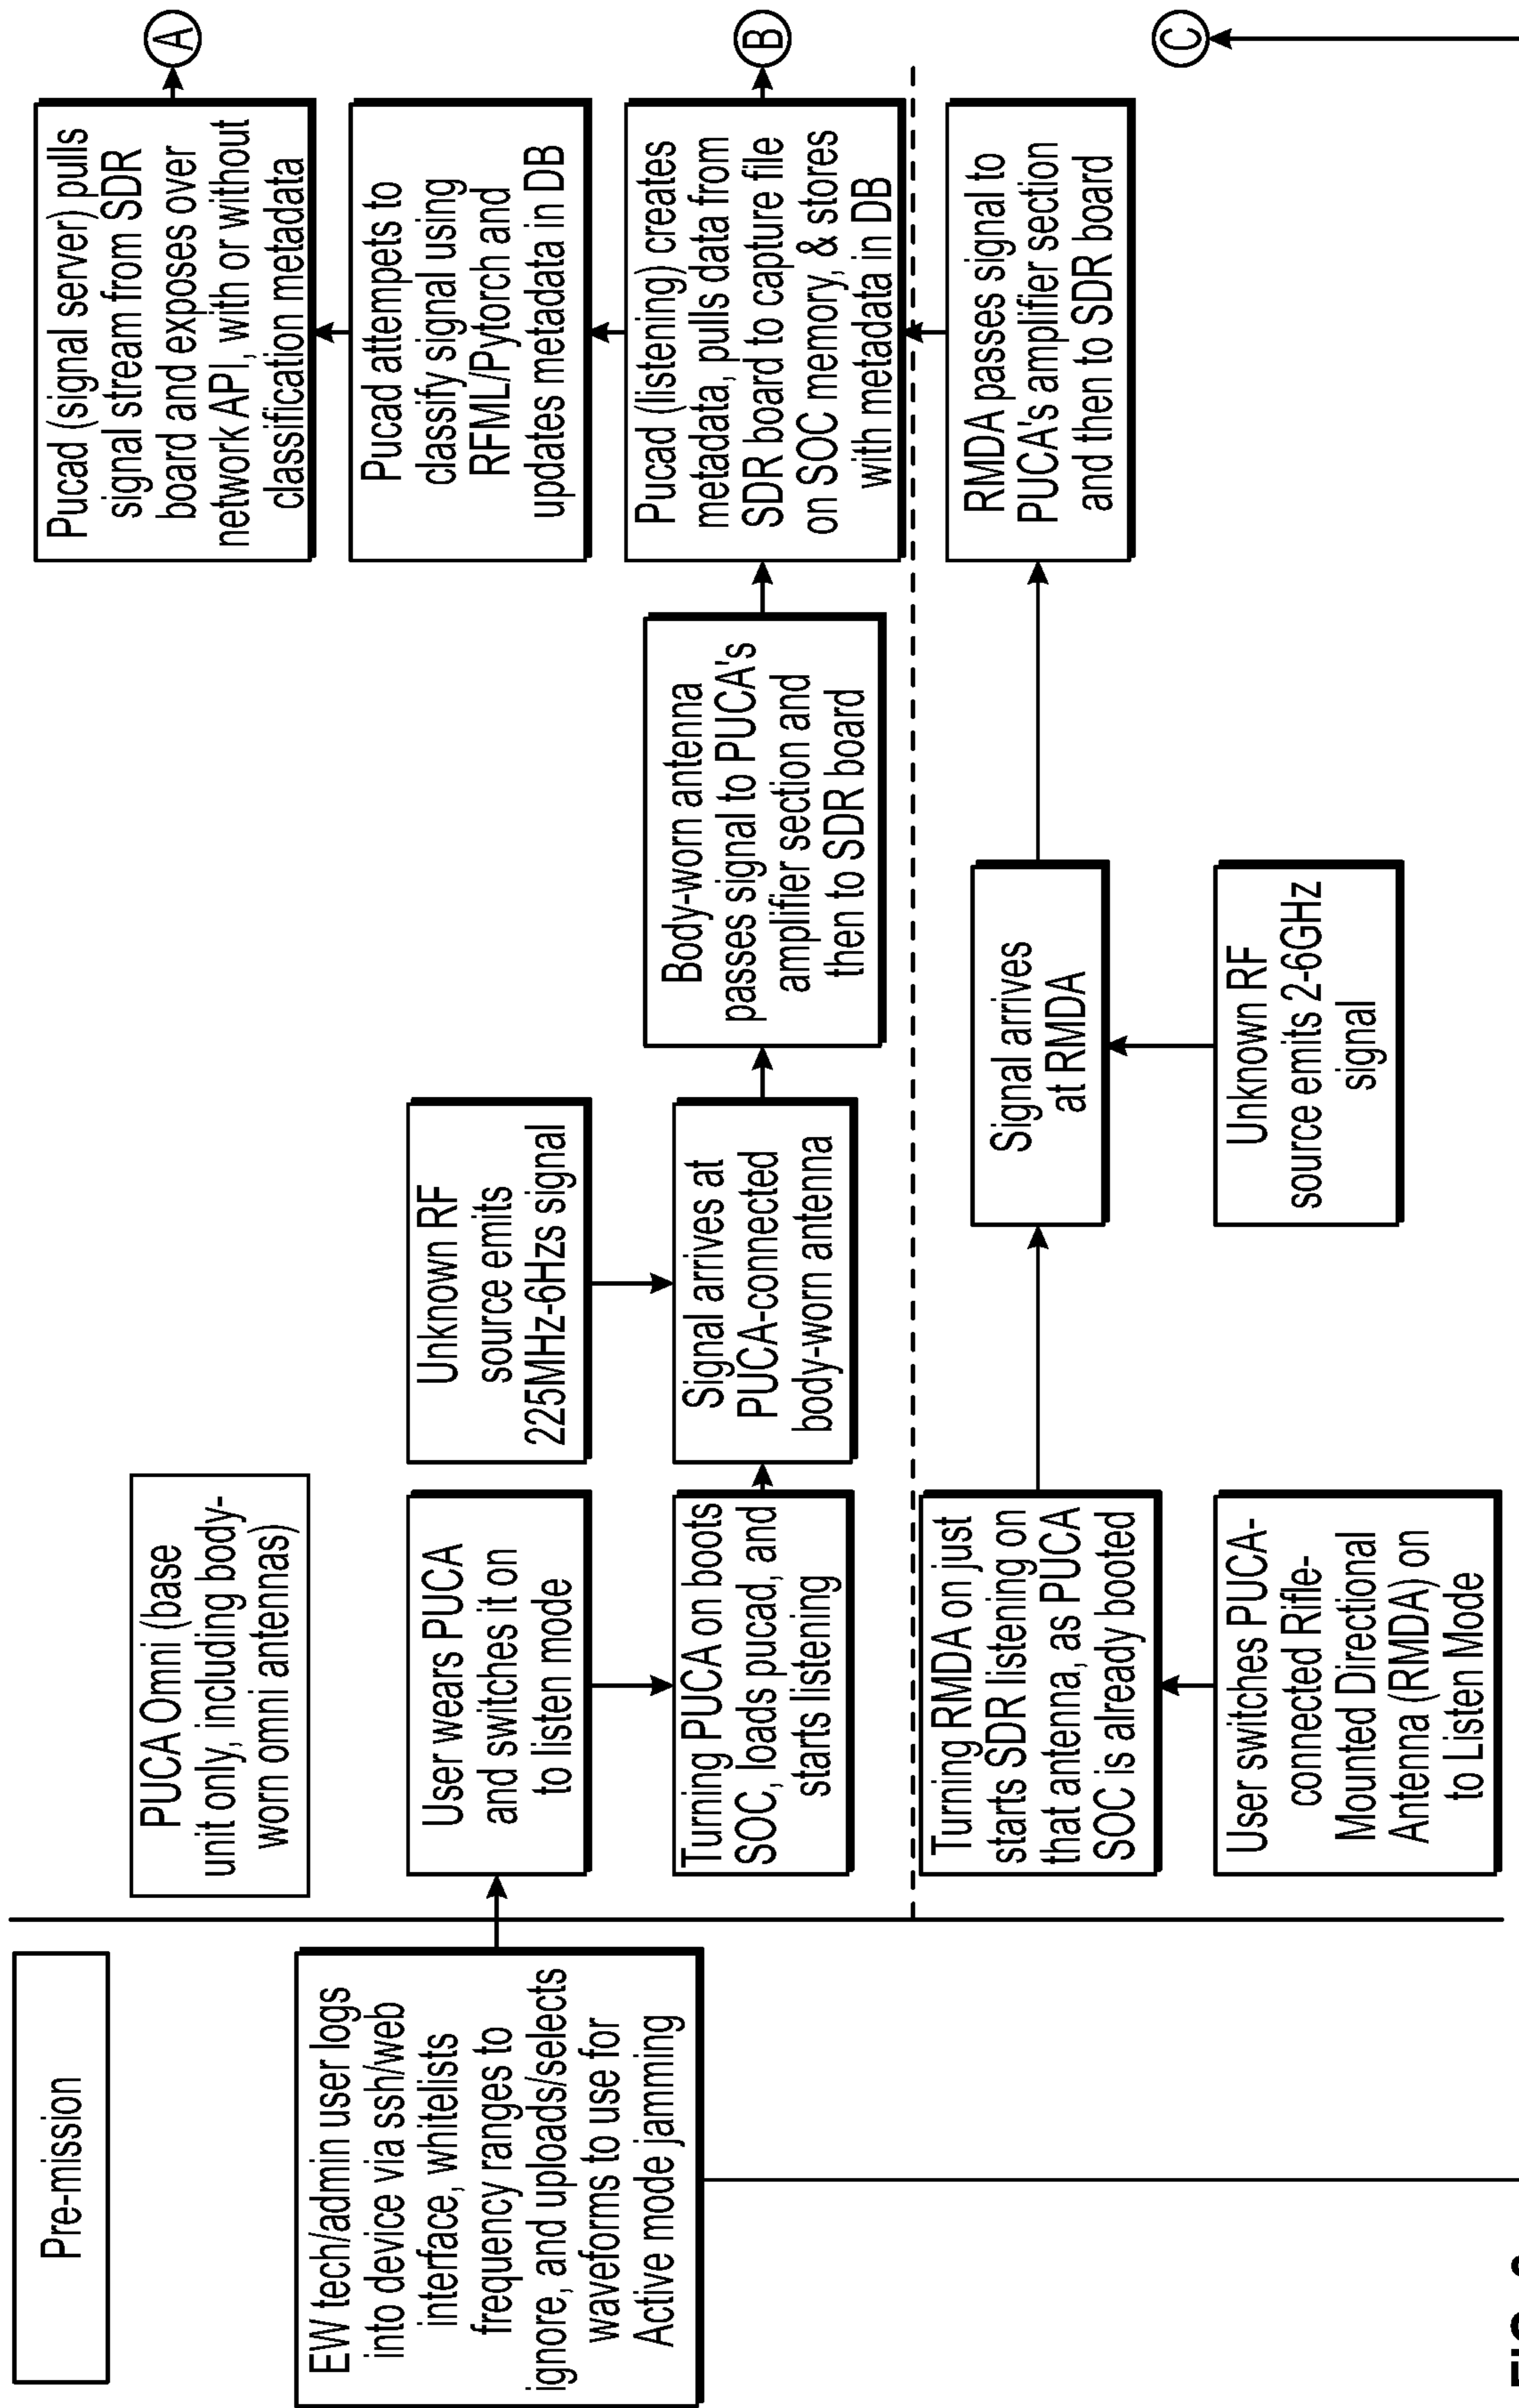 Pre-mission
EW tech/admin user logs
into device via ssh/web
interface, whitelists
frequency ranges to
ignore, and uploads/selects
waveforms to use for
Active mode jamming
PUCA Omni (base
unit only, including body-
worn omni antennas)
User wears PUCA
and switches it on
to listen mode
Turning PUCA on boots
SOC, loads pucad, and
starts listening
Unknown RF
source emits
225MHz-6Hzs signal
Signal arrives at
PUCA-connected
body-worn antenna
Body-worn antenna
passes signal to PUCA's
amplifier section and
then to SDR board
Pucad (signal server) pulls
signal stream from SDR
board and exposes over
network API, with or without
classification metadata
A
Pucad attempets to
classify signal using
RFML/Pytorch and
updates metadata in DB
Pucad (listening) creates
metadata, pulls data from
SDR board to capture file
on SOC memory, & stores
with metadata in DB
B
Turning RMDA on just
starts SDR listening on
that antenna, as PUCA
SOC is already booted
User switches PUCA-
connected Rifle-
Mounted Directional
Antenna (RMDA) on
to Listen Mode
Signal arrives
at RMDA
Unknown RF
source emits 2-6GHz
signal
RMDA passes signal to
PUCA's amplifier section
and then to SDR board
C
FIG.